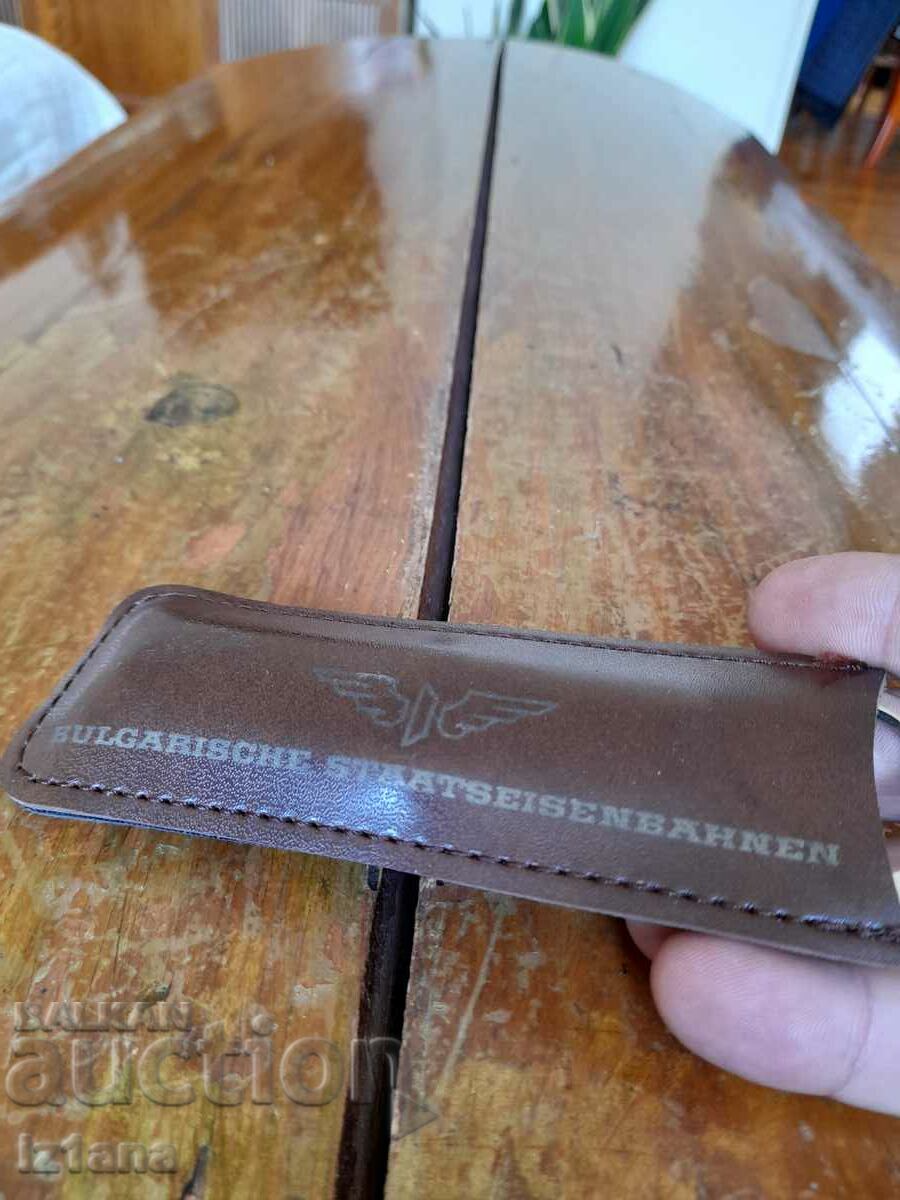 BULGARISCHE STAATSEISENBAHNEN
BALKAN
auction
iz1ana